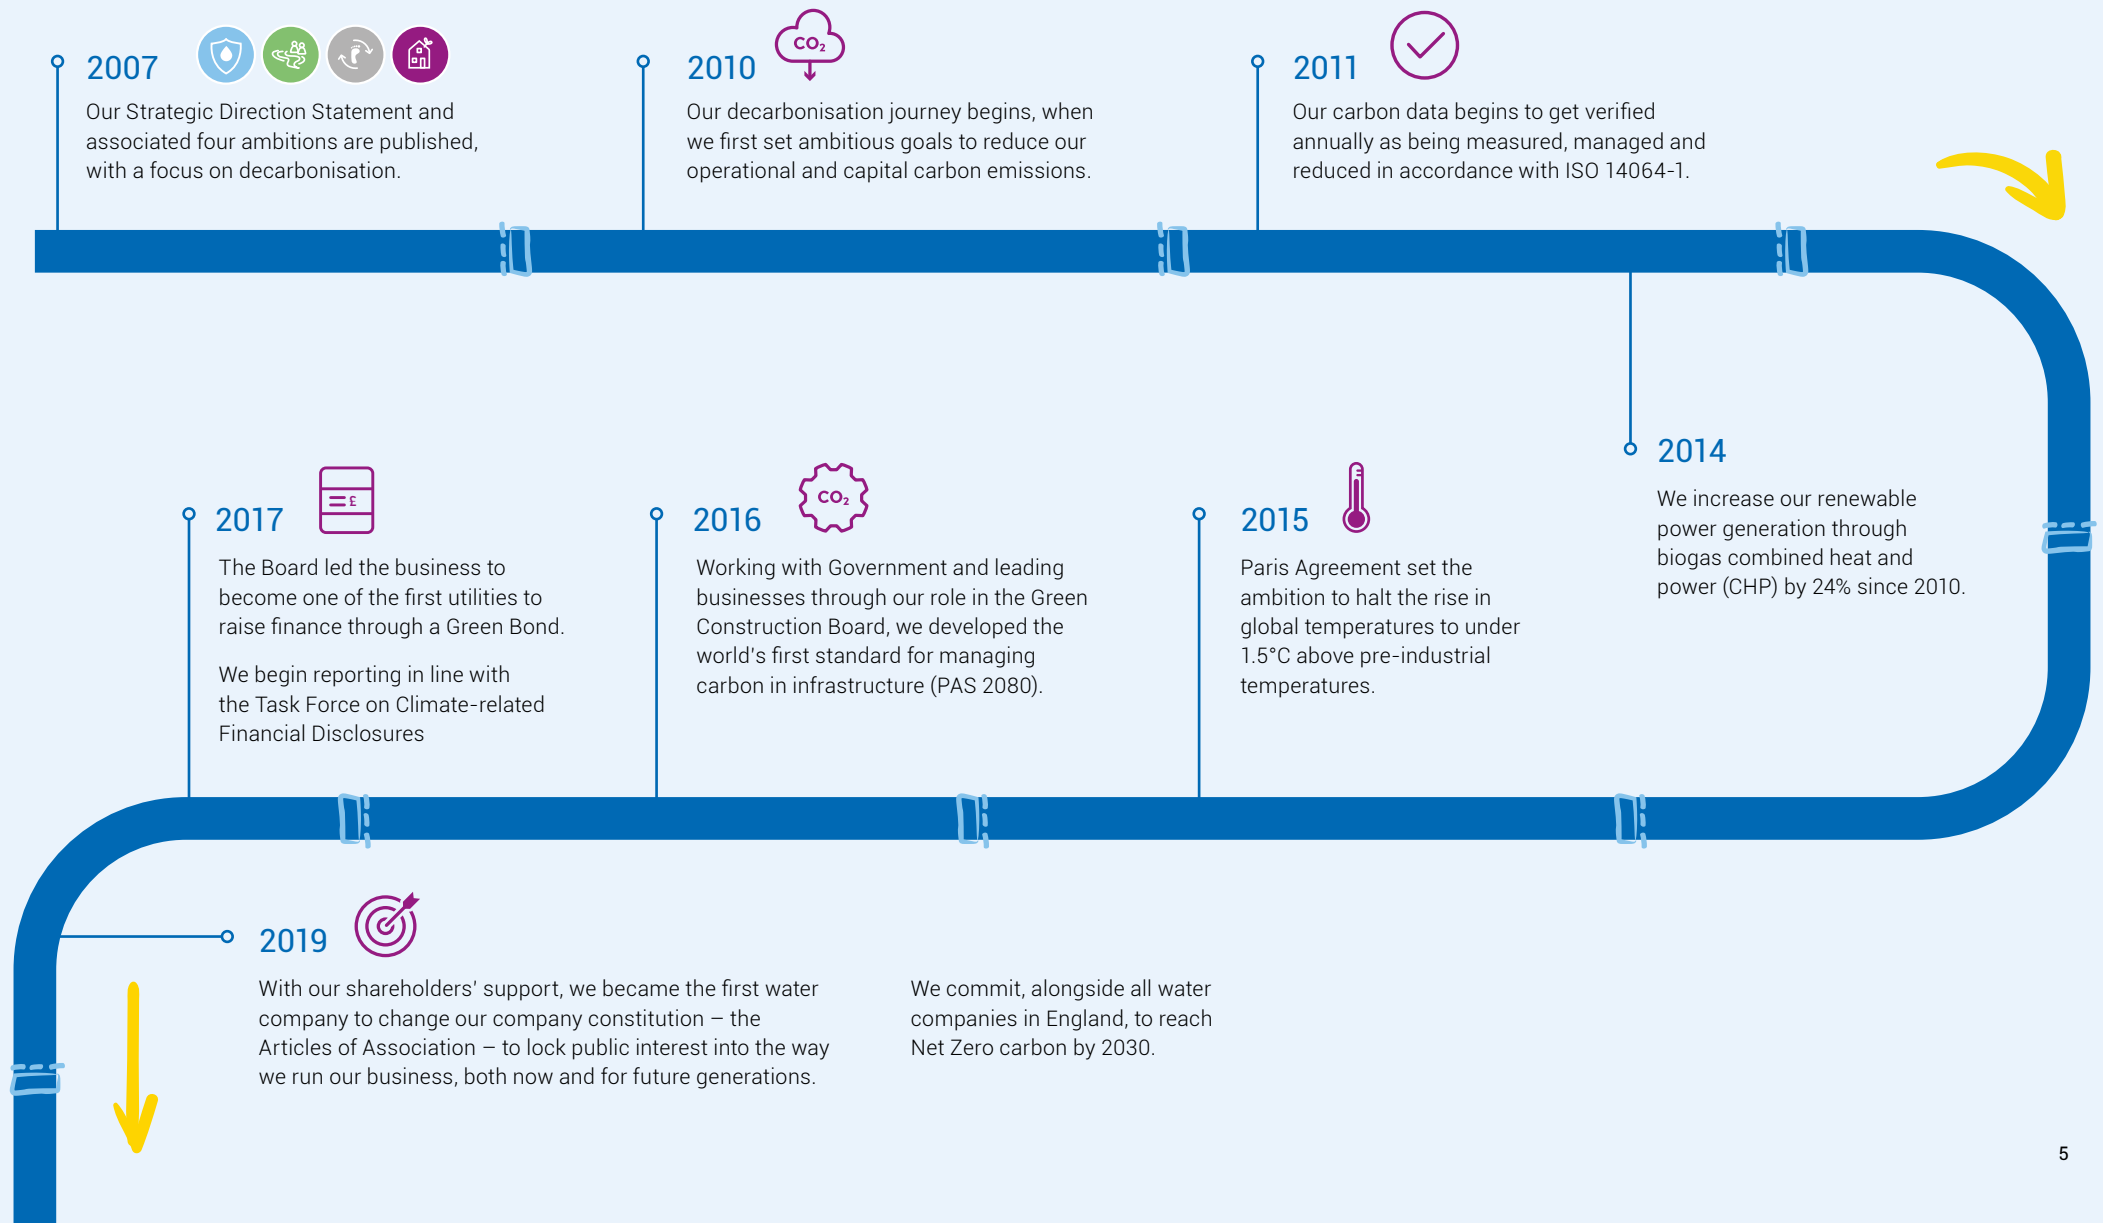 2007
Our Strategic Direction Statement and
associated four ambitions are published,
with a focus on decarbonisation.
CO₂
2010
Our decarbonisation journey begins, when
we first set ambitious goals to reduce our
operational and capital carbon emissions.
2011
Our carbon data begins to get verified
annually as being measured, managed and
reduced in accordance with ISO 14064-1.
2014
We increase our renewable
power generation through
biogas combined heat and
power (CHP) by 24% since 2010.
2015
Paris Agreement set the
ambition to halt the rise in
global temperatures to under
1.5°C above pre-industrial
temperatures.
2016
CO₂
Working with Government and leading
businesses through our role in the Green
Construction Board, we developed the
world's first standard for managing
carbon in infrastructure (PAS 2080).
2017
£
The Board led the business to
become one of the first utilities to
raise finance through a Green Bond.
We begin reporting in line with
the Task Force on Climate-related
Financial Disclosures
2019
With our shareholders' support, we became the first water
company to change our company constitution – the
Articles of Association – to lock public interest into the way
we run our business, both now and for future generations.
We commit, alongside all water
companies in England, to reach
Net Zero carbon by 2030.
5